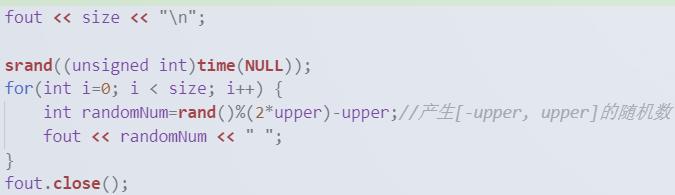 fout << size << "\n";
srand((unsigned int)time(NULL));
for(int i=0; i < size; i++) {
int randomNum=rand()%(2*upper)-upper;//产生[-upper, upper]的随机数
fout << randomNum << " ";
}
fout.close();